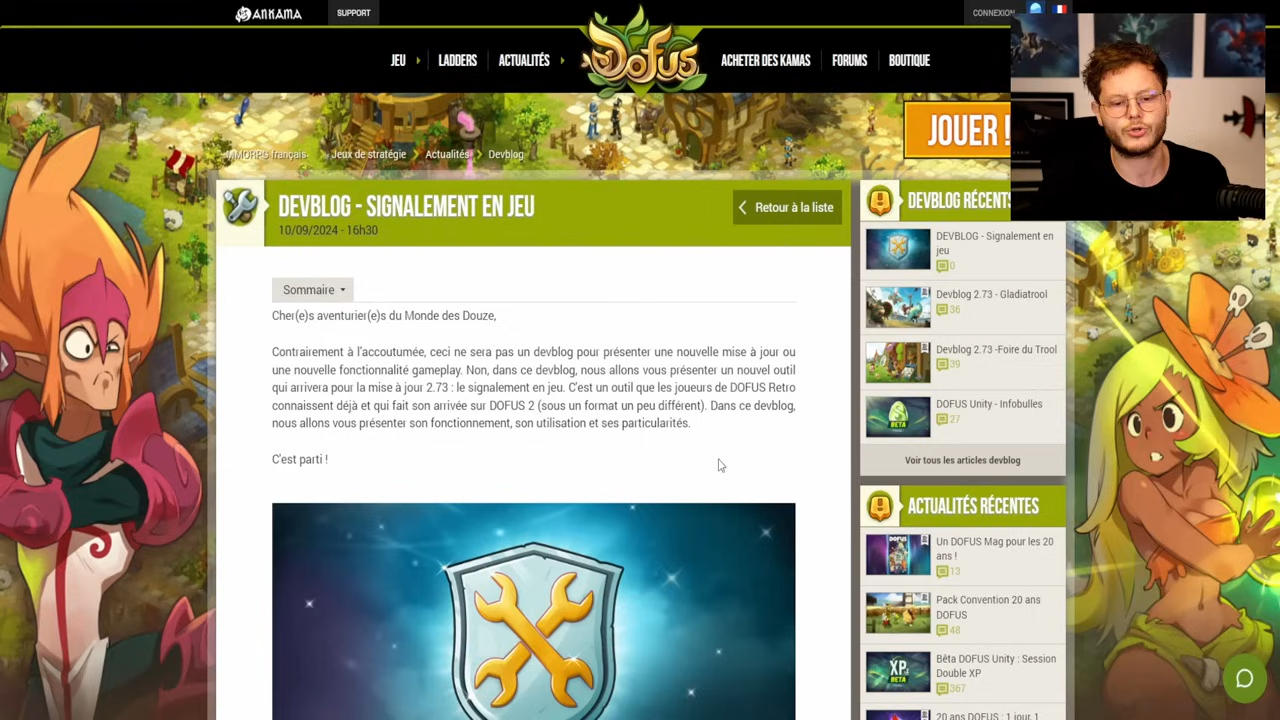 ANKAMA
SUPPORT
CONNEXION
JEU
LADDERS
ACTUALITÉS
DOFUS
ACHETER DES KAMAS
FORUMS
BOUTIQUE
JOUER !
MMORPG français
Jeux de stratégie
Actualités
Devblog
DEVBLOG - SIGNALEMENT EN JEU
10/09/2024 - 16h30
Retour à la liste
Sommaire
Cher(e)s aventurier(e)s du Monde des Douze,
Contrairement à l'accoutumée, ceci ne sera pas un devblog pour présenter une nouvelle mise à jour ou
une nouvelle fonctionnalité gameplay. Non, dans ce devblog, nous allons vous présenter un nouvel outil
qui arrivera pour la mise à jour 2.73 : le signalement en jeu. C'est un outil que les joueurs de DOFUS Retro
connaissent déjà et qui fait son arrivée sur DOFUS 2 (sous un format un peu différent). Dans ce devblog,
nous allons vous présenter son fonctionnement, son utilisation et ses particularités.
C'est parti !
DEVBLOG RÉCENTS
DEVBLOG - Signalement en
jeu
0
Devblog 2.73 - Gladiatrool
36
Devblog 2.73 -Foire du Trool
39
DOFUS Unity - Infobulles
27
BETA
Voir tous les articles devblog
ACTUALITÉS RÉCENTES
Un DOFUS Mag pour les 20
ans !
13
DOFUS
Pack Convention 20 ans
DOFUS
48
Bêta DOFUS Unity : Session
Double XP
367
XP
BETA
20 ans DOFUS : 1 jour, 1